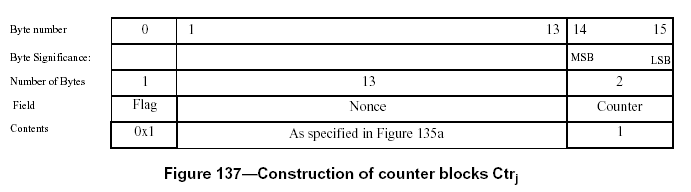 Byte number 0 1 13 14 15
Byte Significance: MSB LSB
Number of Bytes 1 13 2
Field Flag Nonce Counter
Contents 0x1 As specified in Figure 135a 1
Figure 137—Construction of counter blocks Ctrj